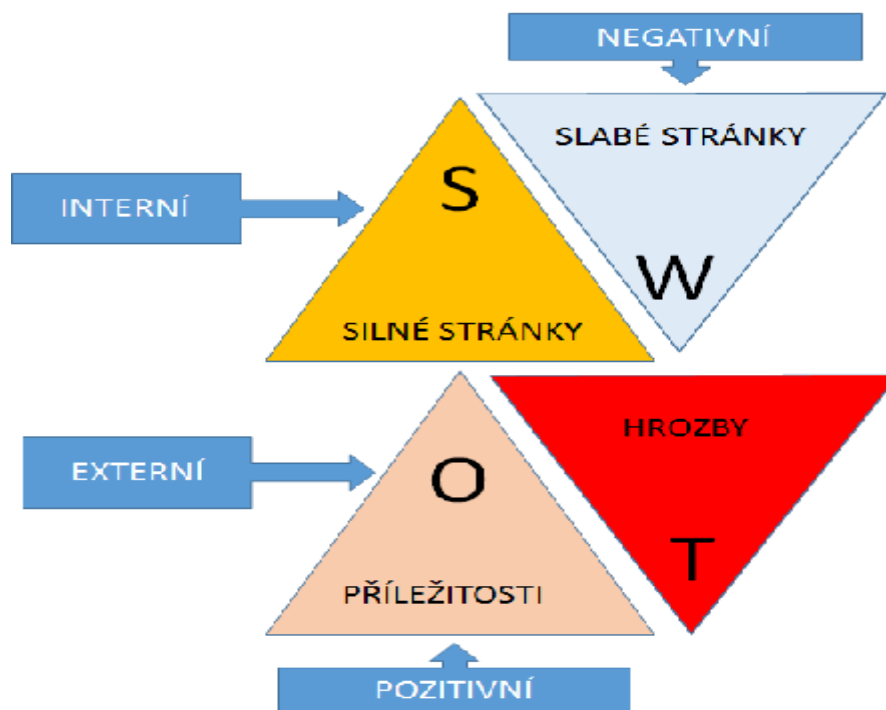 NEGATIVNÍ
SLABÉ STRÁNKY
S
INTERNÍ
W
SILNÉ STRÁNKY
HROZBY
EXTERNÍ
O
T
PŘÍLEŽITOSTI
POZITIVNÍ